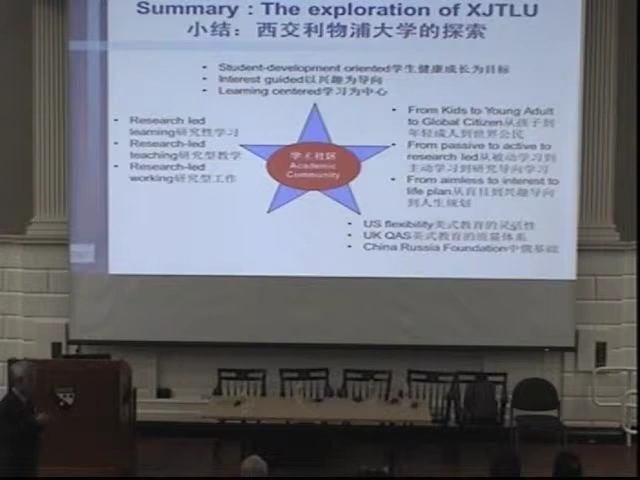 Summary : The exploration of XJTLU
小结：西交利物浦大学的探索
• Student-development oriented学生健康成长为目标
• Interest guided以兴趣为导向
• Learning centered学习为中心
• Research led
learning研究性学习
• Research-led
teaching研究型教学
• Research-led
working研究型工作
学术社区
Academic
Community
• From Kids to Young Adult
to Global Citizen从孩子到
年轻成人到世界公民
• From passive to active to
research led从被动学习到
主动学习到研究导向学习
• From aimless to interest to
life plan从盲目到兴趣导向
到人生规划
• US flexibility美式教育的灵活性
• UK QAS英式教育的质量体系
• China Russia Foundation中俄基础